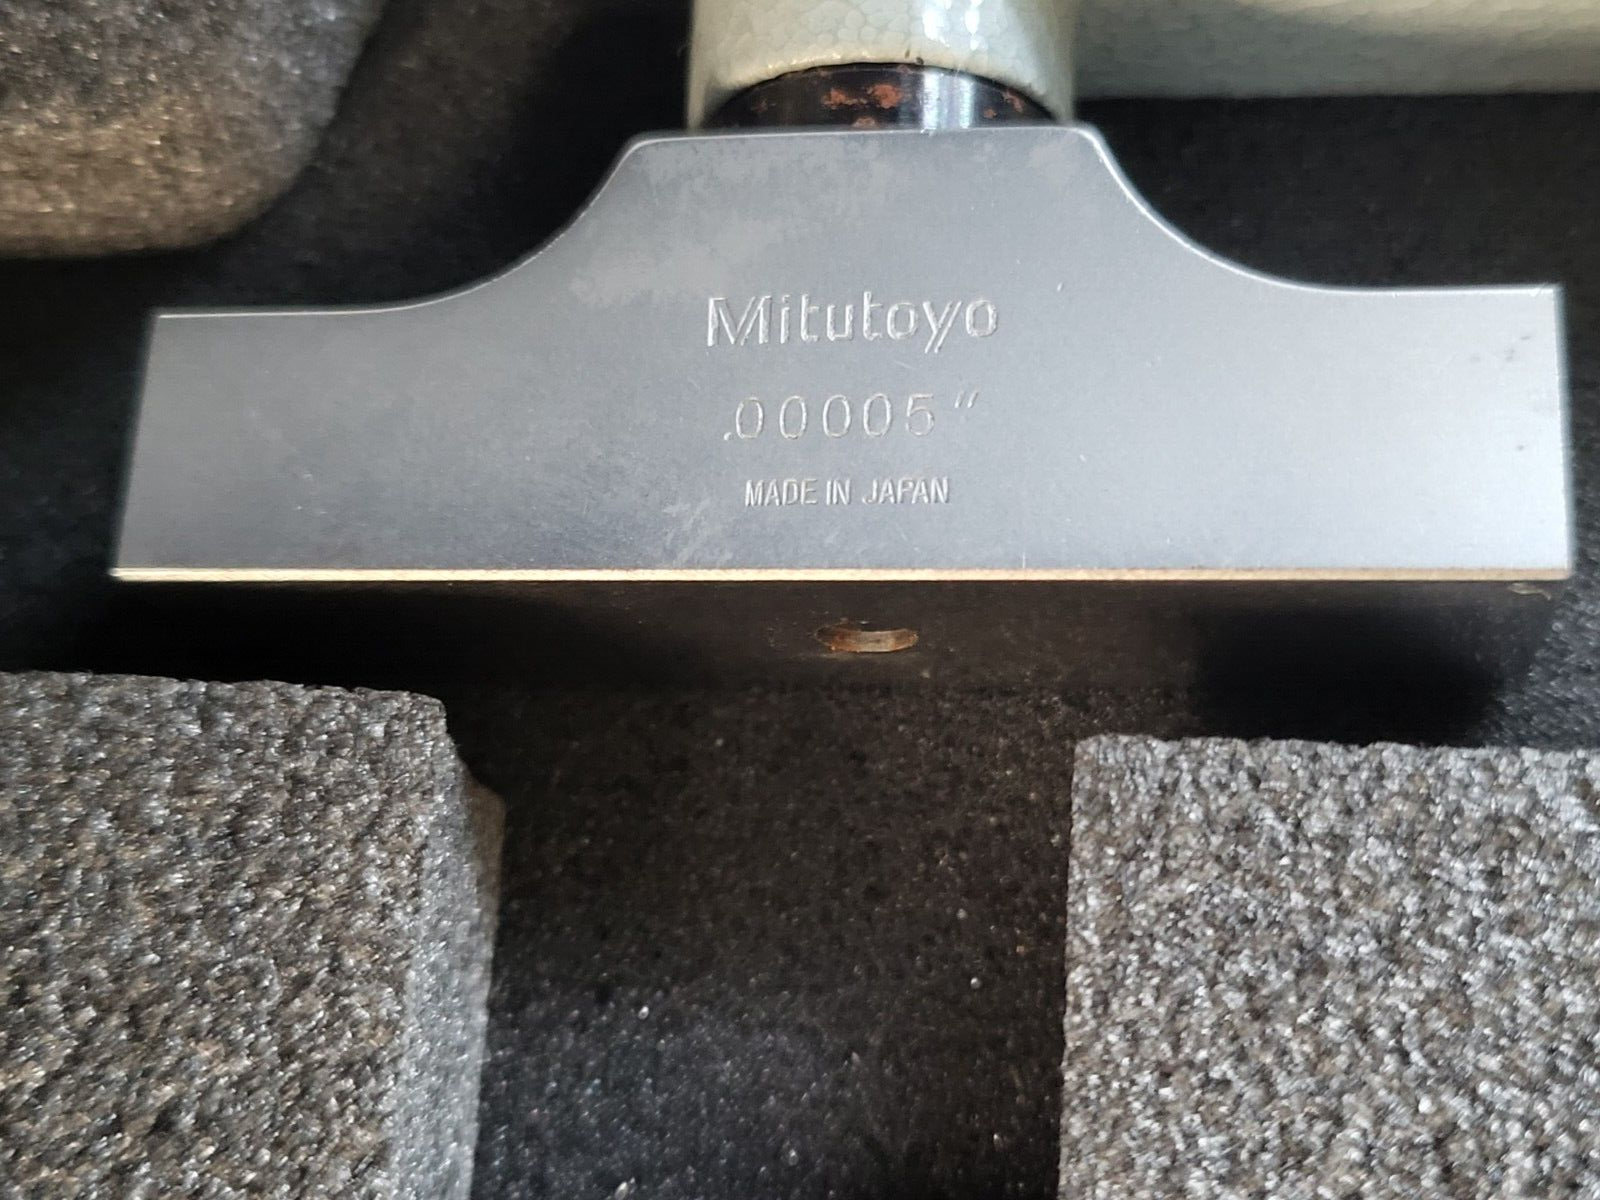 Mitutoyo
.00005"
MADE IN JAPAN